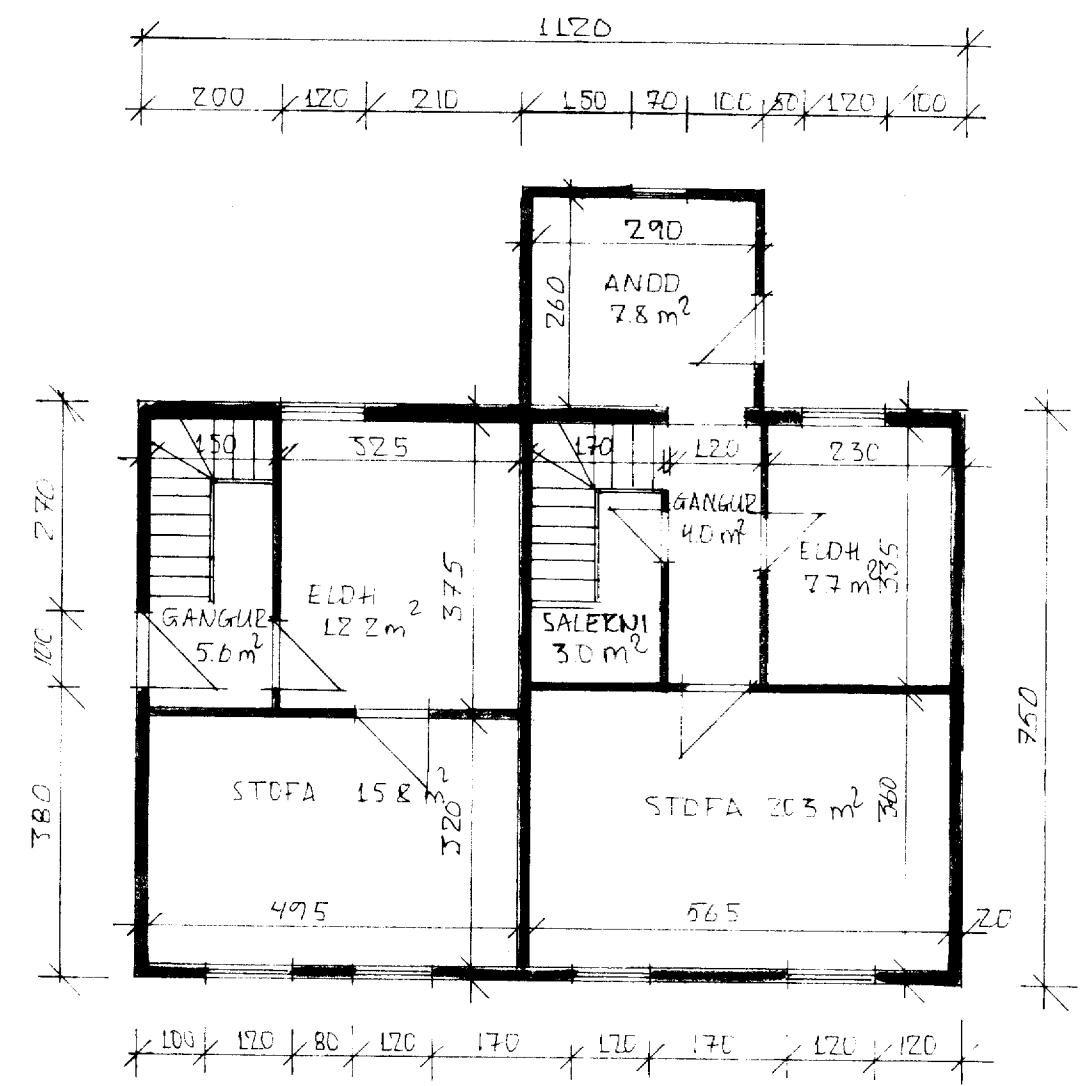 1120
200 120 210 150 70 100 50 120 100
290
260
ANDD
7.8 m²
150 325 170 120 230
270
GANGUR
4.0 m²
ELDH
7.7 m²
335
375
ELDH
12.2 m²
GANGUR
5.6 m²
100
SALERNI
3.0 m²
750
STOFA 15.8 m²
STOFA 20.3 m²
380
320
360
495 565 20
100 120 80 120 170 120 170 120 120